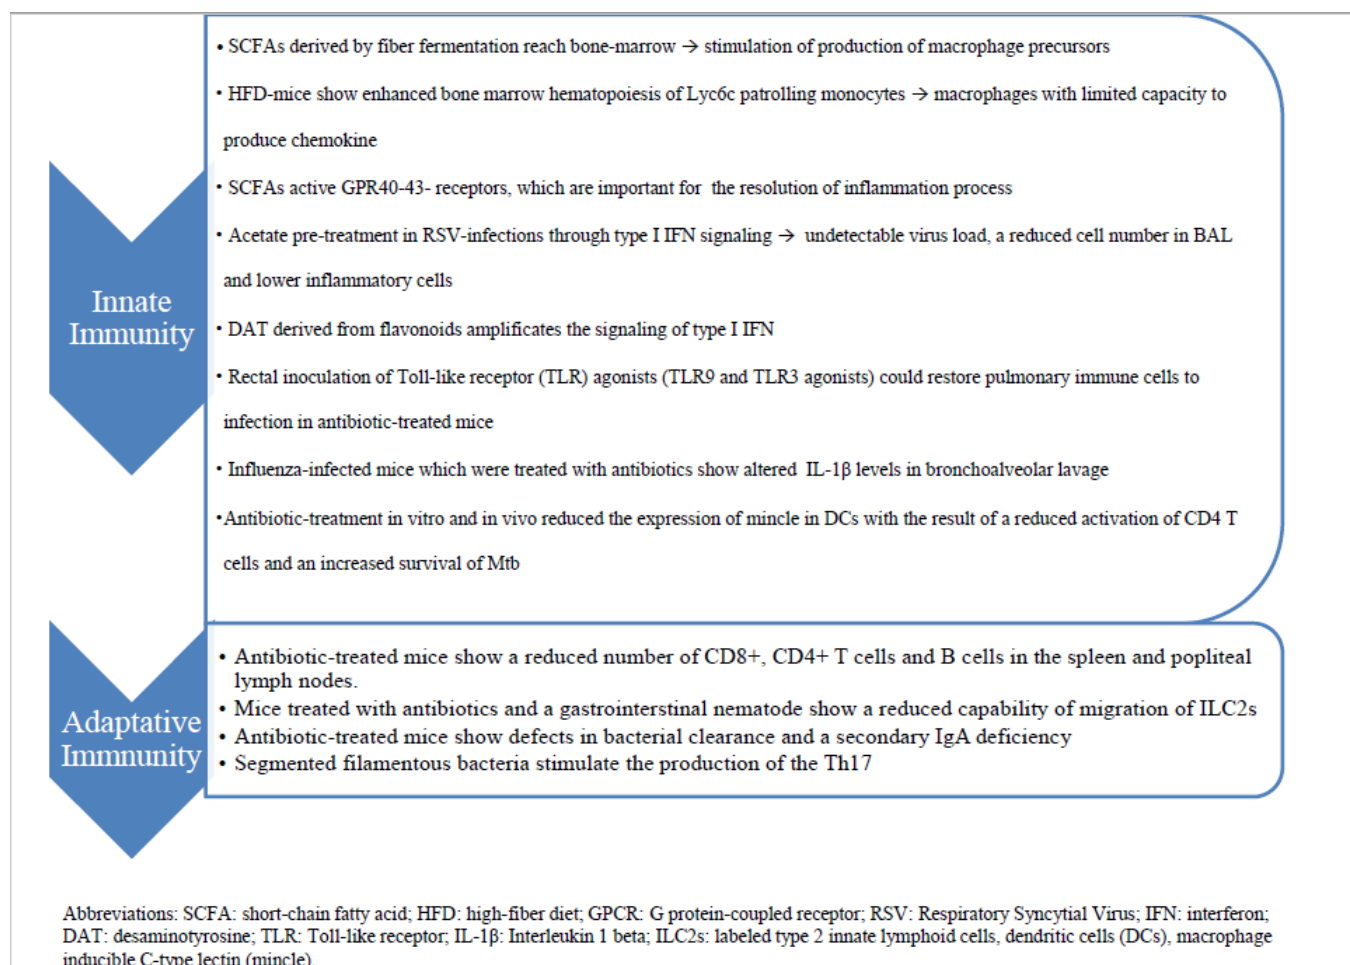 • SCFAs derived by fiber fermentation reach bone-marrow → stimulation of production of macrophage precursors
• HFD-mice show enhanced bone marrow hematopoiesis of Lyc6c patrolling monocytes → macrophages with limited capacity to
produce chemokine
• SCFAs active GPR40-43- receptors, which are important for the resolution of inflammation process
• Acetate pre-treatment in RSV-infections through type I IFN signaling → undetectable virus load, a reduced cell number in BAL
and lower inflammatory cells
• DAT derived from flavonoids amplificates the signaling of type I IFN
• Rectal inoculation of Toll-like receptor (TLR) agonists (TLR9 and TLR3 agonists) could restore pulmonary immune cells to
infection in antibiotic-treated mice
• Influenza-infected mice which were treated with antibiotics show altered IL-1β levels in bronchoalveolar lavage
•Antibiotic-treatment in vitro and in vivo reduced the expression of mincle in DCs with the result of a reduced activation of CD4 T
cells and an increased survival of Mtb
Innate
Immunity
• Antibiotic-treated mice show a reduced number of CD8+, CD4+ T cells and B cells in the spleen and popliteal
lymph nodes.
• Mice treated with antibiotics and a gastrointerstinal nematode show a reduced capability of migration of ILC2s
• Antibiotic-treated mice show defects in bacterial clearance and a secondary IgA deficiency
• Segmented filamentous bacteria stimulate the production of the Th17
Adaptative
Immnunity
Abbreviations: SCFA: short-chain fatty acid; HFD: high-fiber diet; GPCR: G protein-coupled receptor; RSV: Respiratory Syncytial Virus; IFN: interferon;
DAT: desaminotyrosine; TLR: Toll-like receptor; IL-1β: Interleukin 1 beta; ILC2s: labeled type 2 innate lymphoid cells, dendritic cells (DCs), macrophage
inducible C-type lectin (mincle)